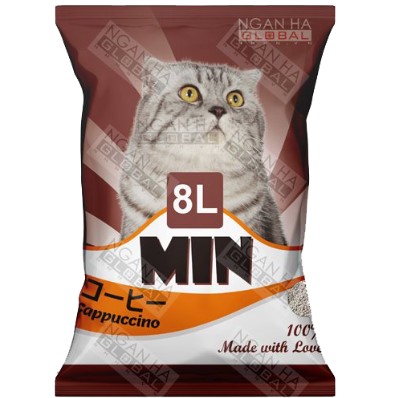 NGAN HA
GLOBAL
8L
MIN
コーヒー
Cappuccino
100%
Made with Love